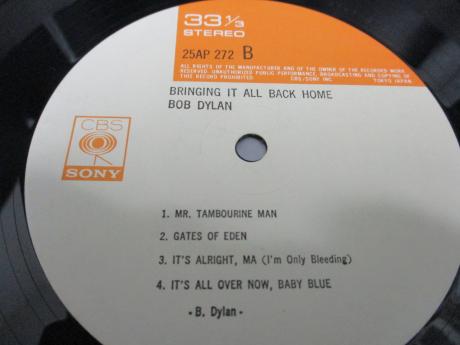 33 1/3
STEREO
25AP 272 B
ALL RIGHTS OF THE MANUFACTURER AND OF THE OWNER OF THE RECORDED WORK
RESERVED. UNAUTHORIZED PUBLIC PERFORMANCE, BROADCASTING AND COPYING OF
THIS RECORD PROHIBITED. CBS/SONY INC. TOKYO JAPAN
BRINGING IT ALL BACK HOME
BOB DYLAN
CBS
SONY
1. MR. TAMBOURINE MAN
2. GATES OF EDEN
3. IT'S ALRIGHT, MA (I'm Only Bleeding)
4. IT'S ALL OVER NOW, BABY BLUE
- B. Dylan -